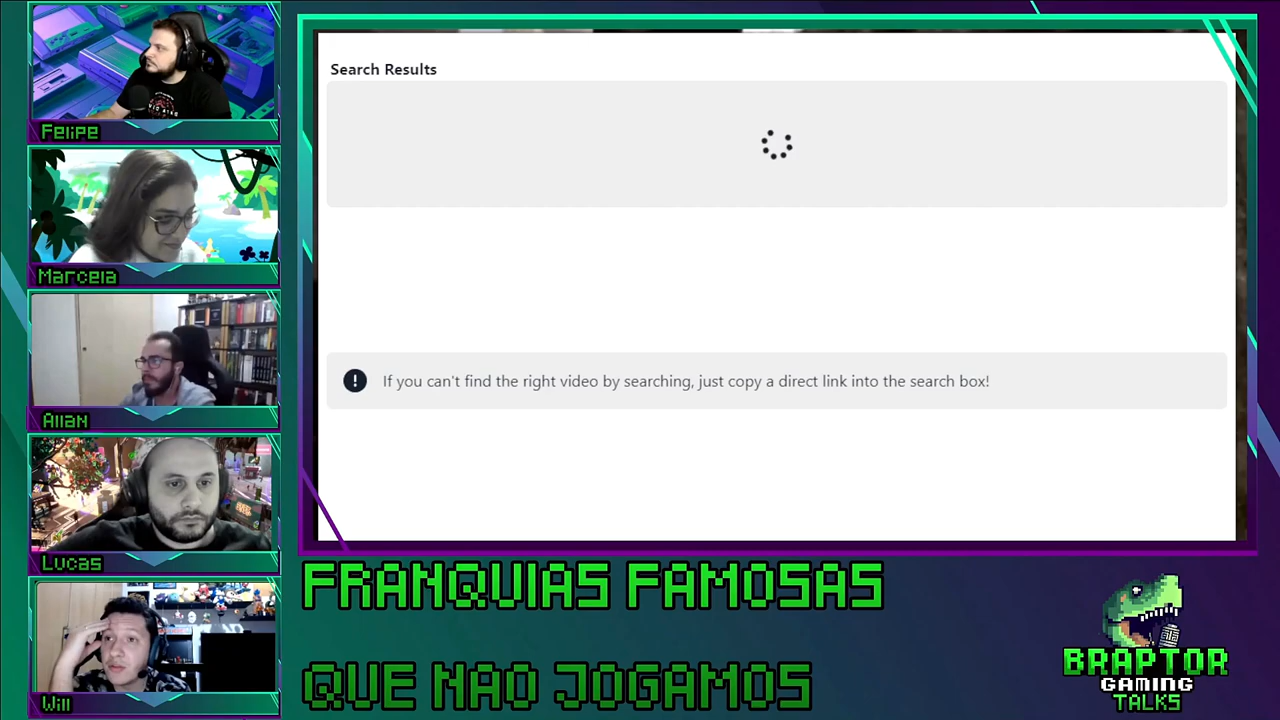 Felipe
Marcela
Allan
Lucas
Will
Search Results
If you can't find the right video by searching, just copy a direct link into the search box!
FRANQUIAS FAMOSAS
QUE NAO JOGAMOS
BRAPTOR
GAMING
TALKS